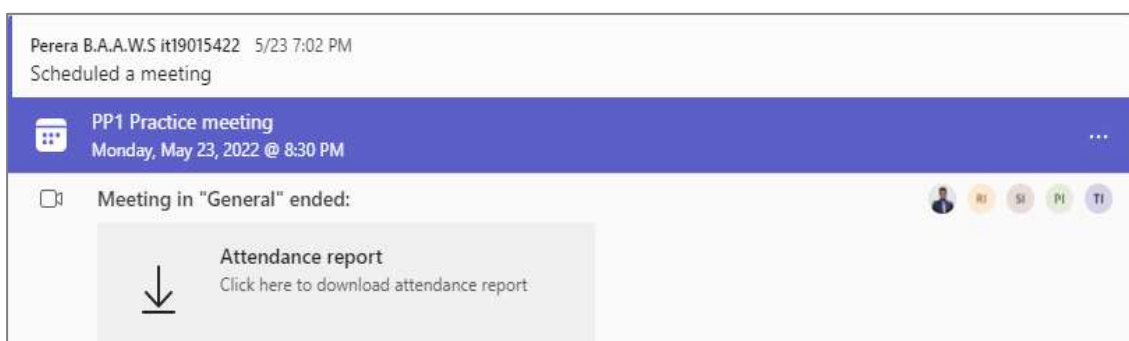 Perera B.A.A.W.S it19015422 5/23 7:02 PM
Scheduled a meeting
PP1 Practice meeting
Monday, May 23, 2022 @ 8:30 PM
...
Meeting in "General" ended:
RI SI PI TI
Attendance report
Click here to download attendance report